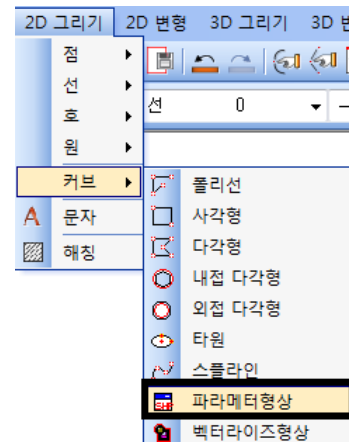 2D 그리기 2D 변형 3D 그리기 3D
점
선
호
원
커브
문자
해칭
선 0
폴리선
사각형
다각형
내접 다각형
외접 다각형
타원
스플라인
파라메터형상
벡터라이즈형상